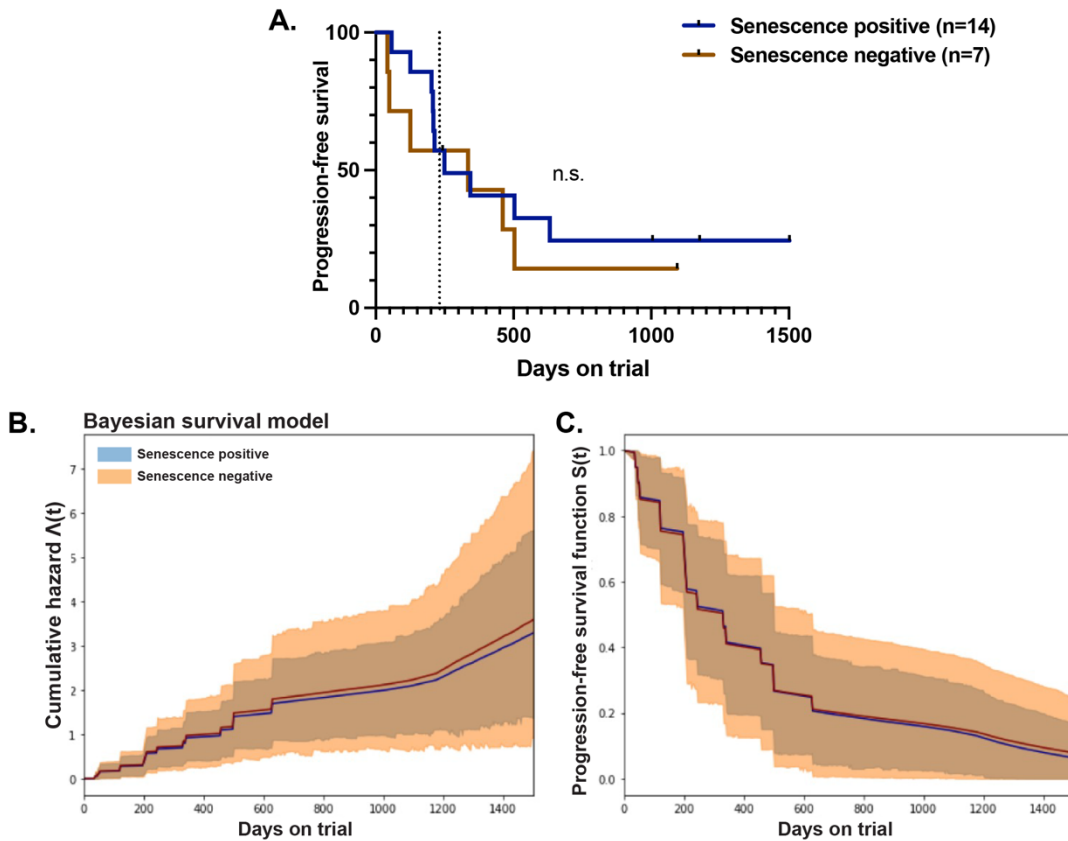 A.
Senescence positive (n=14)
Senescence negative (n=7)
Progression-free surival
100
50
0
n.s.
0 500 1000 1500
Days on trial
B.
Bayesian survival model
Senescence positive
Senescence negative
Cumulative hazard Λ(t)
7
6
5
4
3
2
1
0
0 200 400 600 800 1000 1200 1400
Days on trial
C.
Progression-free survival function S(t)
1.0
0.8
0.6
0.4
0.2
0.0
0 200 400 600 800 1000 1200 1400
Days on trial